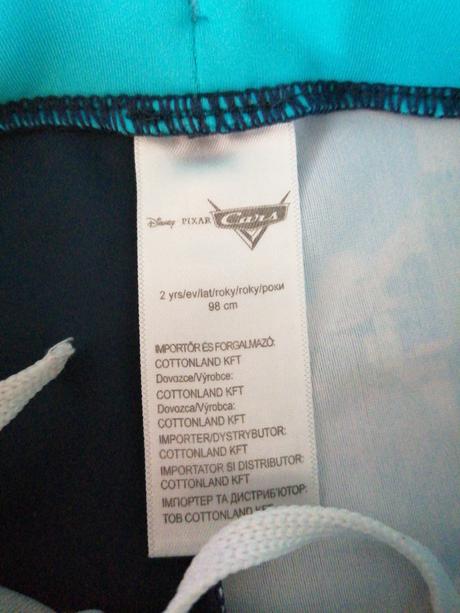 Disney PIXAR Cars
2 yrs/ev/lat/roky/roky/роки
98 cm
IMPORTŐR ÉS FORGALMAZÓ:
COTTONLAND KFT
Dovozce/Výrobce:
COTTONLAND KFT
Dovozca/Výrobca:
COTTONLAND KFT
IMPORTER/DYSTRYBUTOR:
COTTONLAND KFT
IMPORTATOR SI DISTRIBUTOR:
COTTONLAND KFT
ІМПОРТЕР ТА ДИСТРИБ'ЮТОР:
ТОВ COTTONLAND KFT